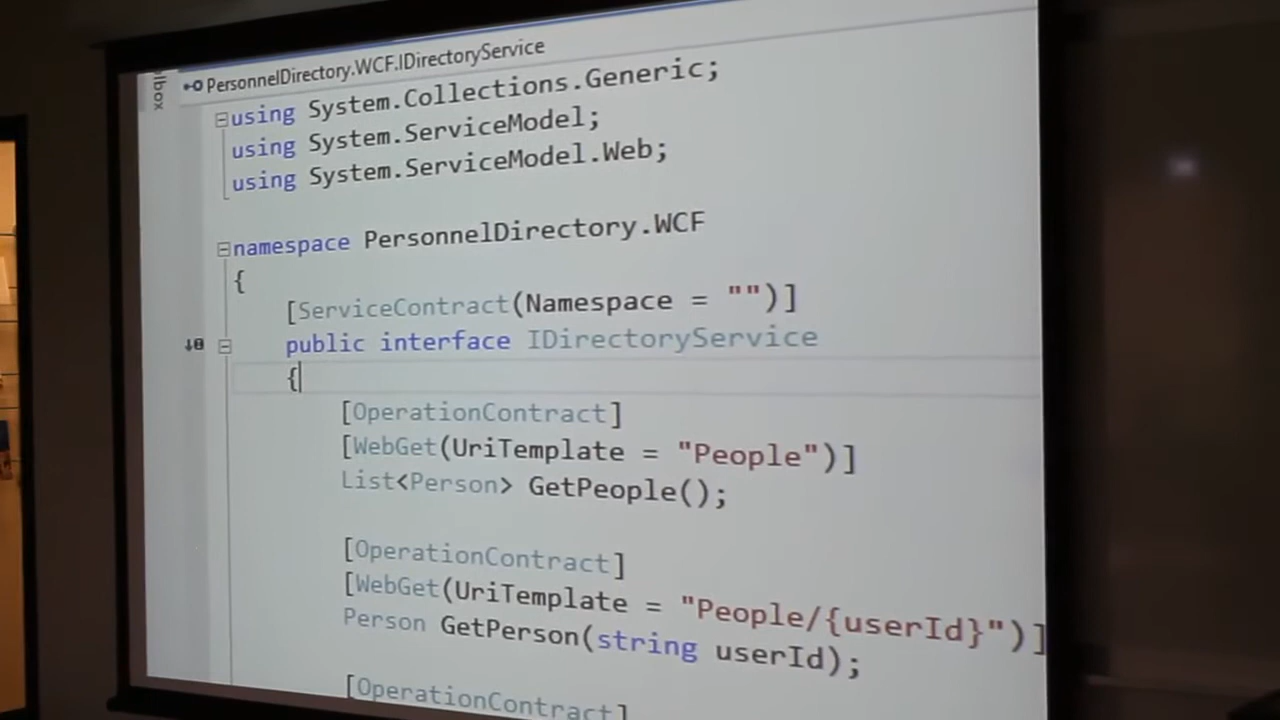 lbox
PersonnelDirectory.WCF.IDirectoryService
using System.Collections.Generic;
using System.ServiceModel;
using System.ServiceModel.Web;
namespace PersonnelDirectory.WCF
{
[ServiceContract(Namespace = "")]
public interface IDirectoryService
{
[OperationContract]
[WebGet(UriTemplate = "People")]
List<Person> GetPeople();
[OperationContract]
[WebGet(UriTemplate = "People/{userId}")]
Person GetPerson(string userId);
[OperationContract]